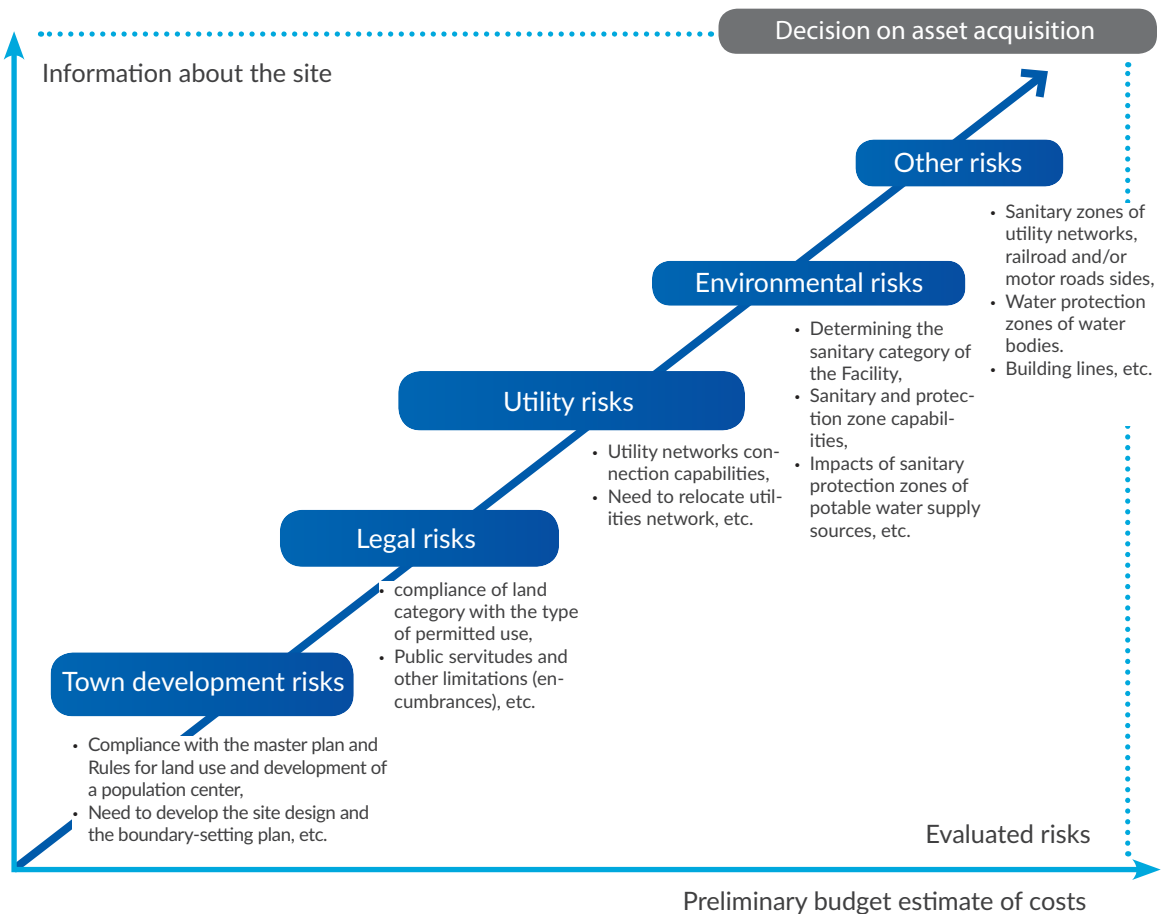 Decision on asset acquisition
Information about the site
Other risks
• Sanitary zones of
utility networks,
railroad and/or
motor roads sides,
• Water protection
zones of water
bodies.
• Building lines, etc.
Environmental risks
• Determining the
sanitary category of
the Facility,
• Sanitary and protec-
tion zone capabil-
ities,
• Impacts of sanitary
protection zones of
potable water supply
sources, etc.
Utility risks
• Utility networks con-
nection capabilities,
• Need to relocate util-
ities network, etc.
Legal risks
• compliance of land
category with the type
of permitted use,
• Public servitudes and
other limitations (en-
cumbrances), etc.
Town development risks
• Compliance with the master plan and
Rules for land use and development of
a population center,
• Need to develop the site design and
the boundary-setting plan, etc.
Evaluated risks
Preliminary budget estimate of costs